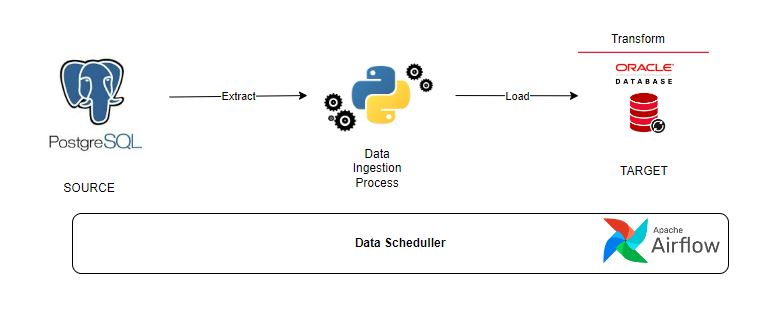 Transform
ORACLE
DATABASE
Extract
Load
PostgreSQL
Data
Ingestion
Process
SOURCE
TARGET
Data Scheduller
Apache
Airflow